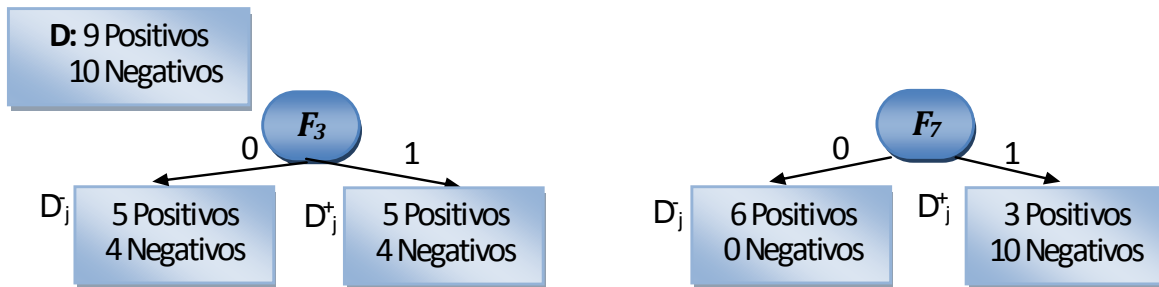 D: 9 Positivos
10 Negativos
F3
0
1
D-j
5 Positivos
4 Negativos
D+j
5 Positivos
4 Negativos
F7
0
1
D-j
6 Positivos
0 Negativos
D+j
3 Positivos
10 Negativos